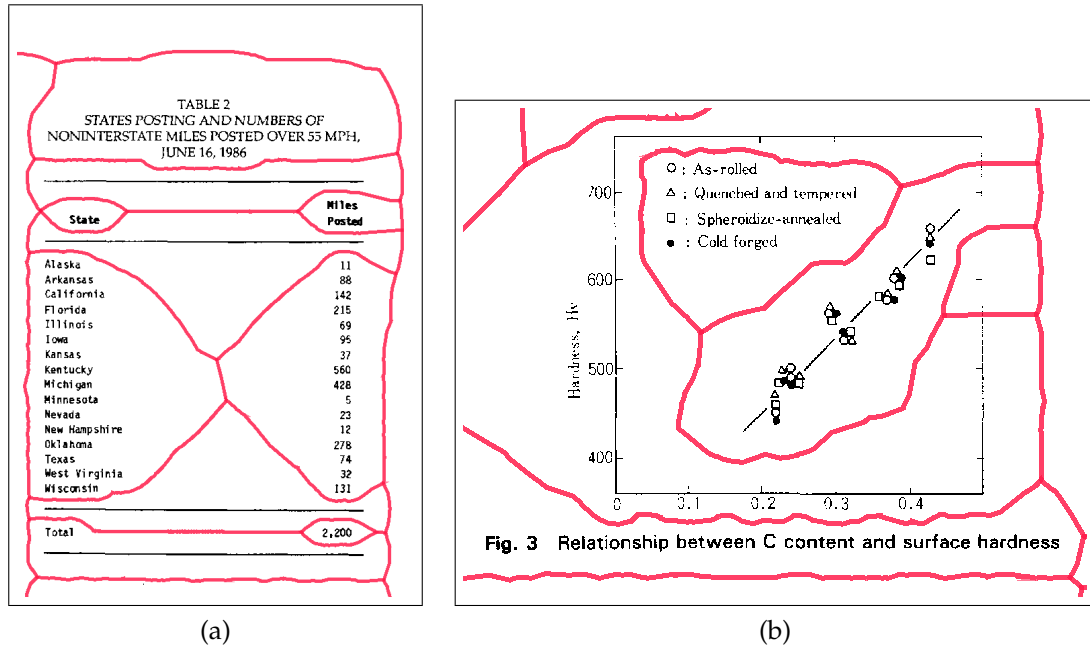 TABLE 2
STATES POSTING AND NUMBERS OF
NONINTERSTATE MILES POSTED OVER 55 MPH,
JUNE 16, 1986
State Miles Posted
Alaska 11
Arkansas 88
California 142
Florida 215
Illinois 69
Iowa 95
Kansas 37
Kentucky 560
Michigan 428
Minnesota 5
Nevada 23
New Hampshire 12
Oklahoma 278
Texas 74
West Virginia 32
Wisconsin 131
Total 2,200
(a)
O : As-rolled
△ : Quenched and tempered
□ : Spheroidize-annealed
● : Cold forged
Hardness, Hv
700
600
500
400
0 0.1 0.2 0.3 0.4
Fig. 3 Relationship between C content and surface hardness
(b)